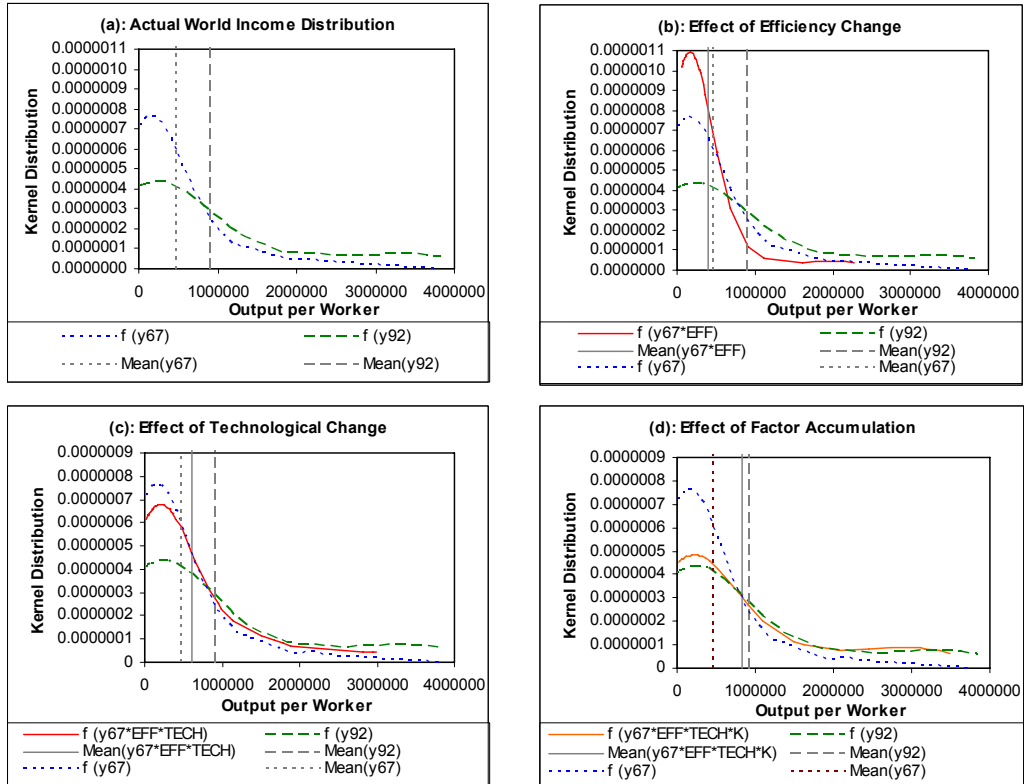 (a): Actual World Income Distribution
0.0000011
0.0000010
0.0000009
0.0000008
0.0000007
0.0000006
0.0000005
0.0000004
0.0000003
0.0000002
0.0000001
0.0000000
Kernel Distribution
0 1000000 2000000 3000000 4000000
Output per Worker
f (y67) f (y92)
Mean(y67) Mean(y92)
(b): Effect of Efficiency Change
0.0000011
0.0000010
0.0000009
0.0000008
0.0000007
0.0000006
0.0000005
0.0000004
0.0000003
0.0000002
0.0000001
0.0000000
Kernel Distribution
0 1000000 2000000 3000000 4000000
Output per Worker
f (y67*EFF) f (y92)
Mean(y67*EFF) Mean(y92)
f (y67) Mean(y67)
(c): Effect of Technological Change
0.0000009
0.0000008
0.0000007
0.0000006
0.0000005
0.0000004
0.0000003
0.0000002
0.0000001
0
Kernel Distribution
0 1000000 2000000 3000000 4000000
Output per Worker
f (y67*EFF*TECH) f (y92)
Mean(y67*EFF*TECH) Mean(y92)
f (y67) Mean(y67)
(d): Effect of Factor Accumulation
0.0000009
0.0000008
0.0000007
0.0000006
0.0000005
0.0000004
0.0000003
0.0000002
0.0000001
0
Kernel Distribution
0 1000000 2000000 3000000 4000000
Output per Worker
f (y67*EFF*TECH*K) f (y92)
Mean(y67*EFF*TECH*K) Mean(y92)
f (y67) Mean(y67)